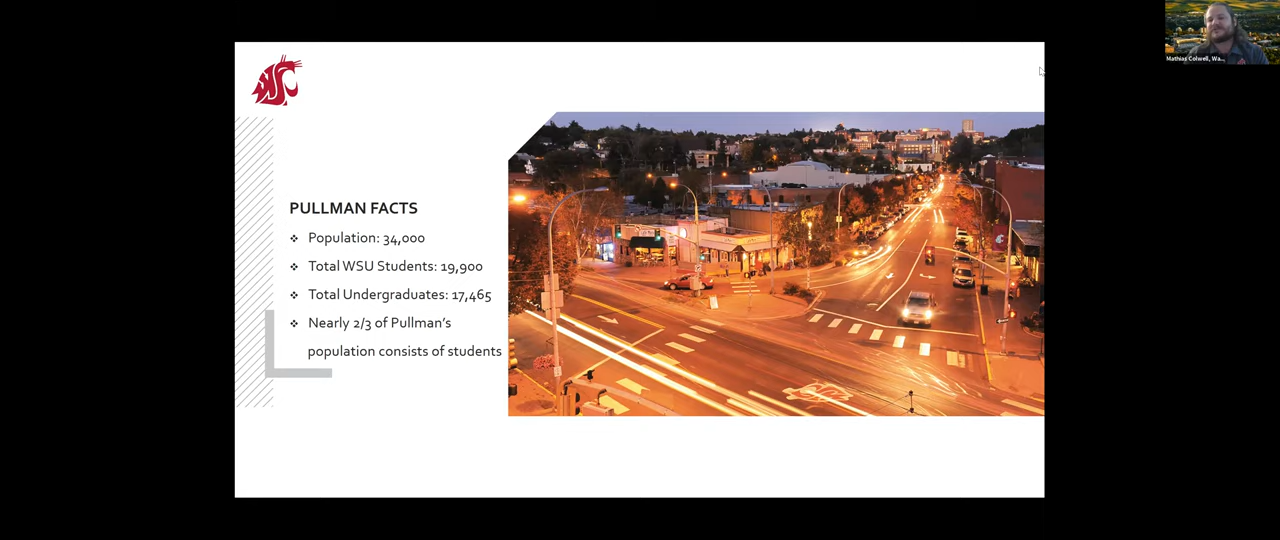 Mathias Colwell, Wa...
WSU
PULLMAN FACTS
❖ Population: 34,000
❖ Total WSU Students: 19,900
❖ Total Undergraduates: 17,465
❖ Nearly 2/3 of Pullman's
population consists of students